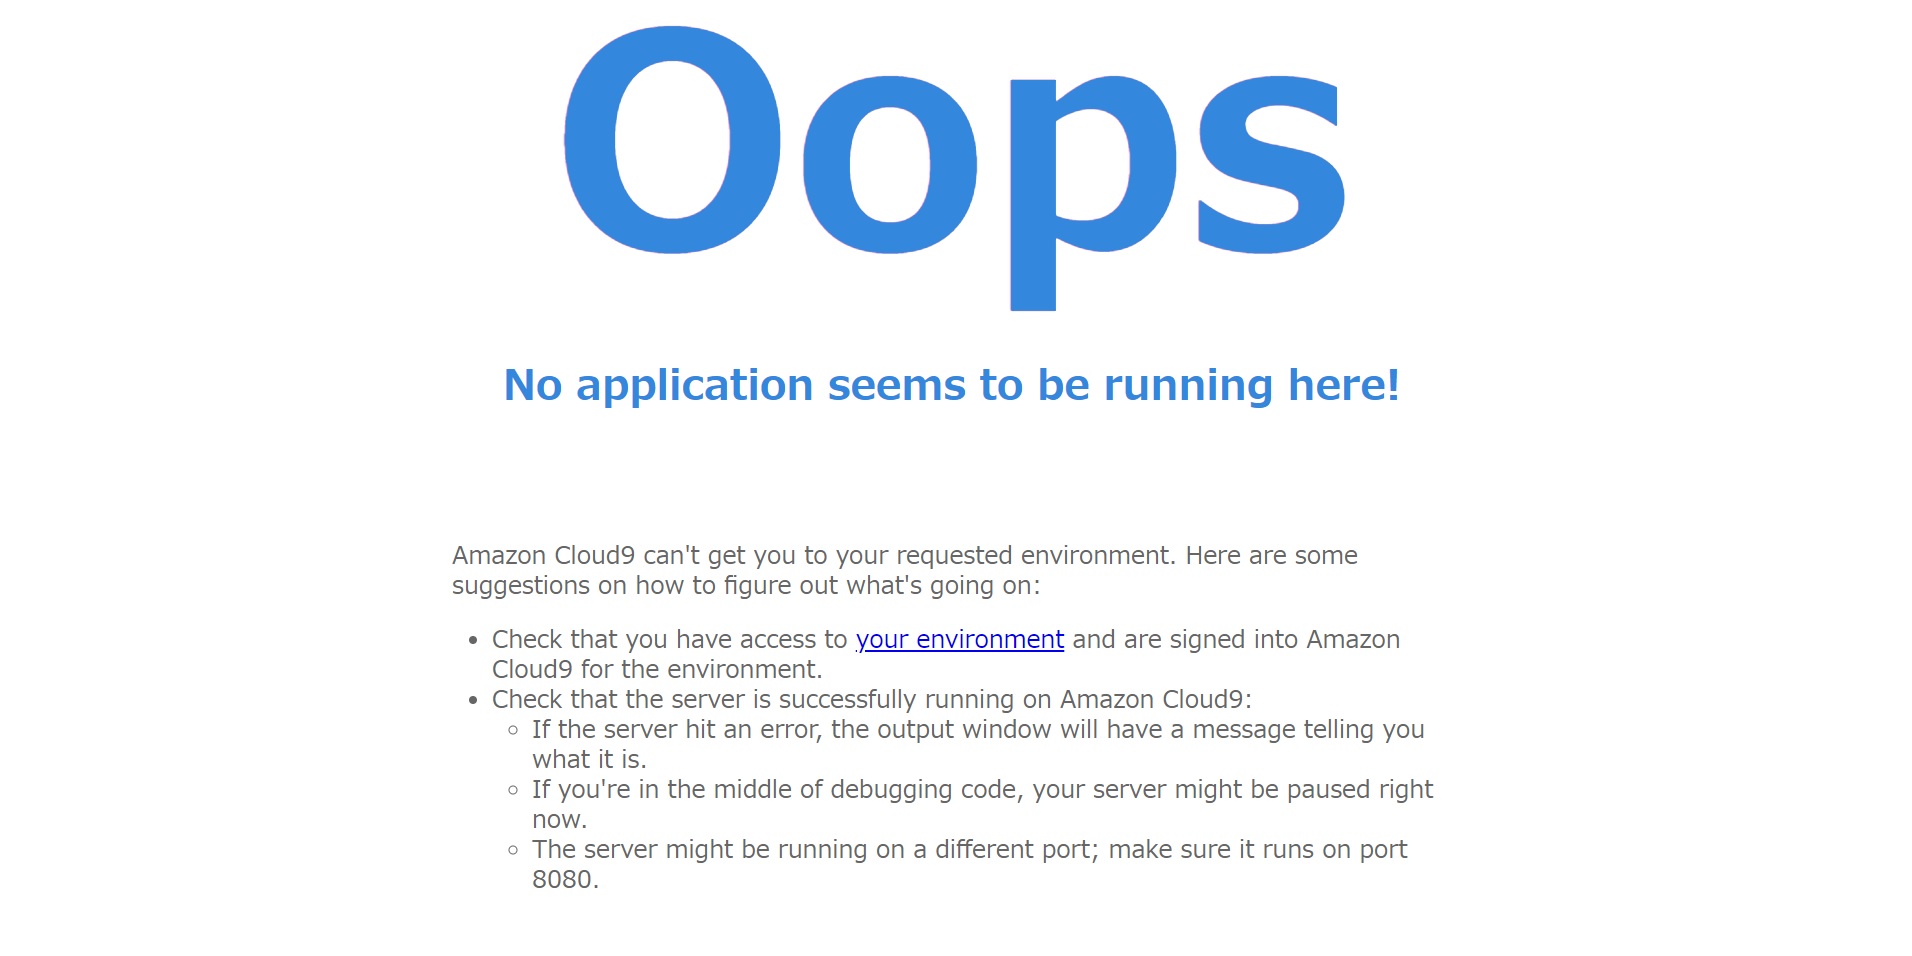 Oops
No application seems to be running here!
Amazon Cloud9 can't get you to your requested environment. Here are some
suggestions on how to figure out what's going on:
• Check that you have access to your environment and are signed into Amazon
Cloud9 for the environment.
• Check that the server is successfully running on Amazon Cloud9:
◦ If the server hit an error, the output window will have a message telling you
what it is.
◦ If you're in the middle of debugging code, your server might be paused right
now.
◦ The server might be running on a different port; make sure it runs on port
8080.